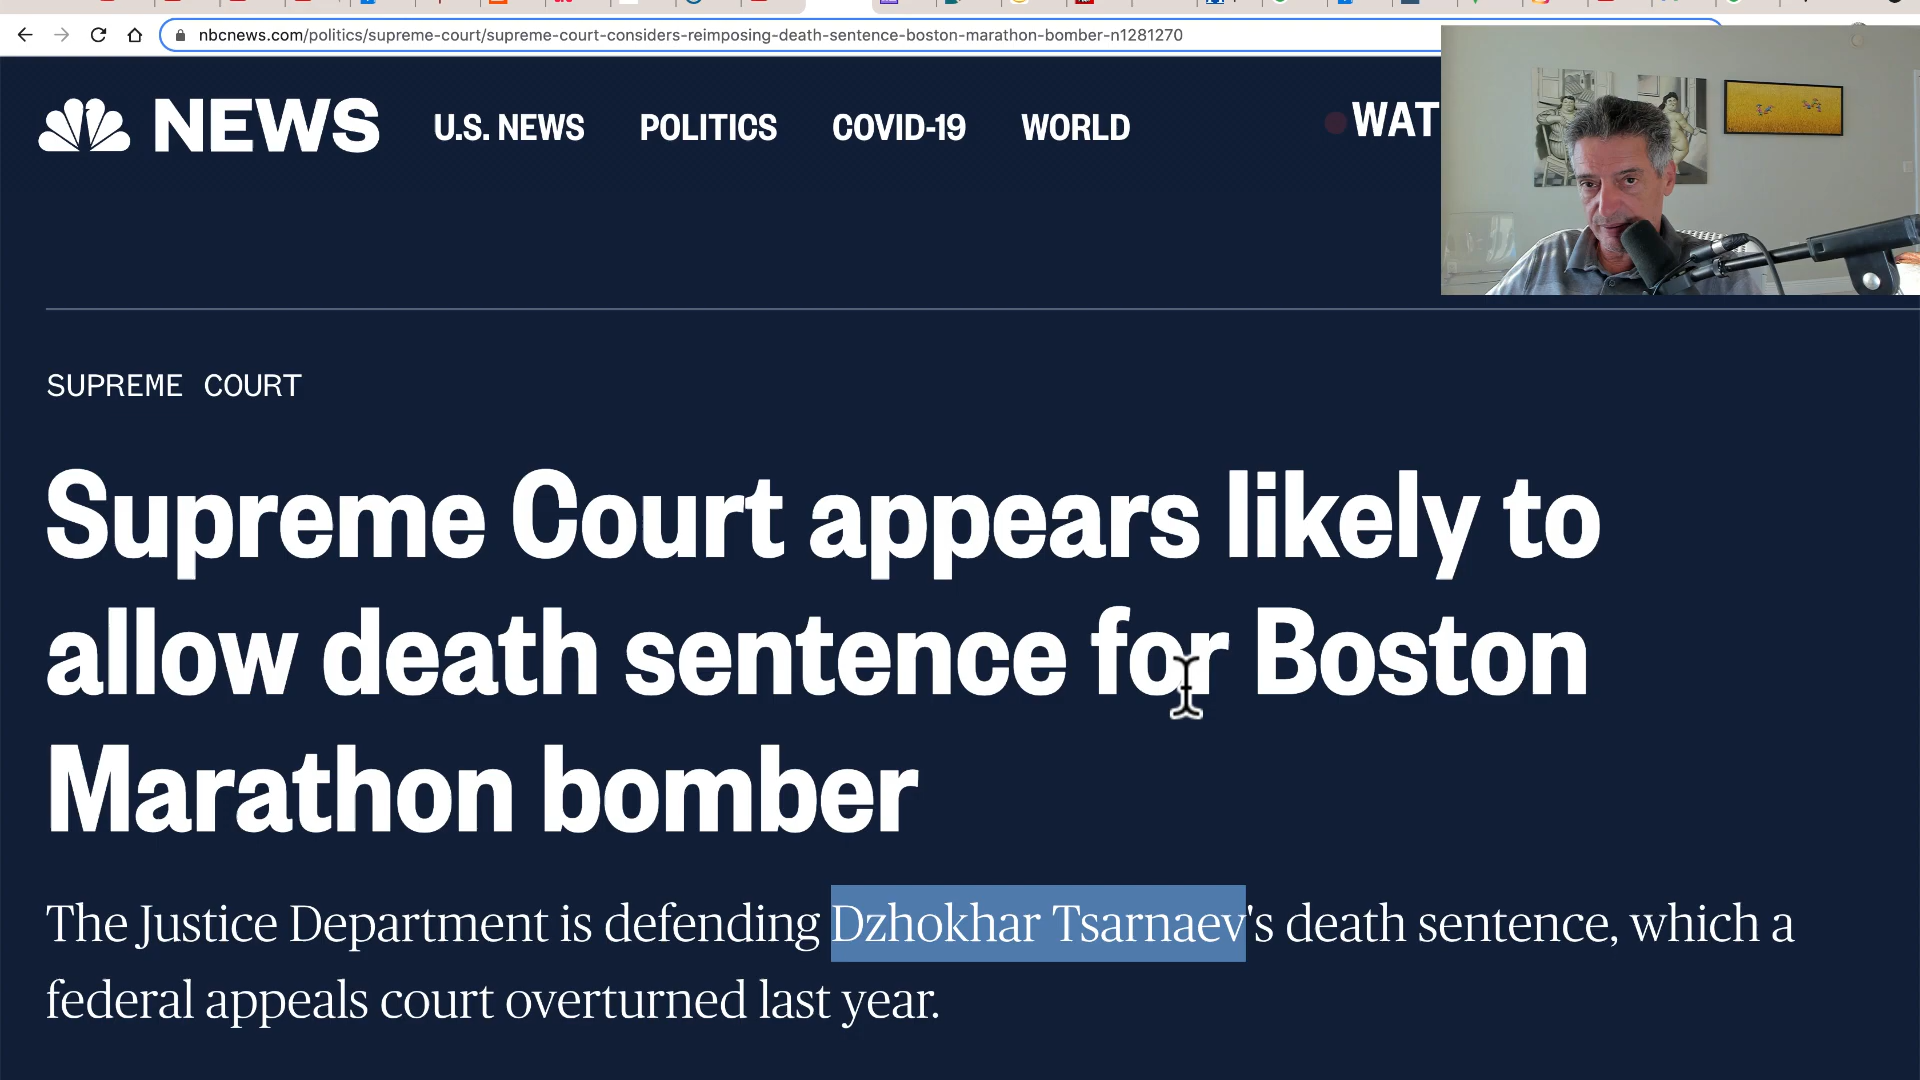 nbcnews.com/politics/supreme-court/supreme-court-considers-reimposing-death-sentence-boston-marathon-bomber-n1281270
NEWS U.S. NEWS POLITICS COVID-19 WORLD WAT
SUPREME COURT
Supreme Court appears likely to
allow death sentence for Boston
Marathon bomber
The Justice Department is defending Dzhokhar Tsarnaev's death sentence, which a
federal appeals court overturned last year.